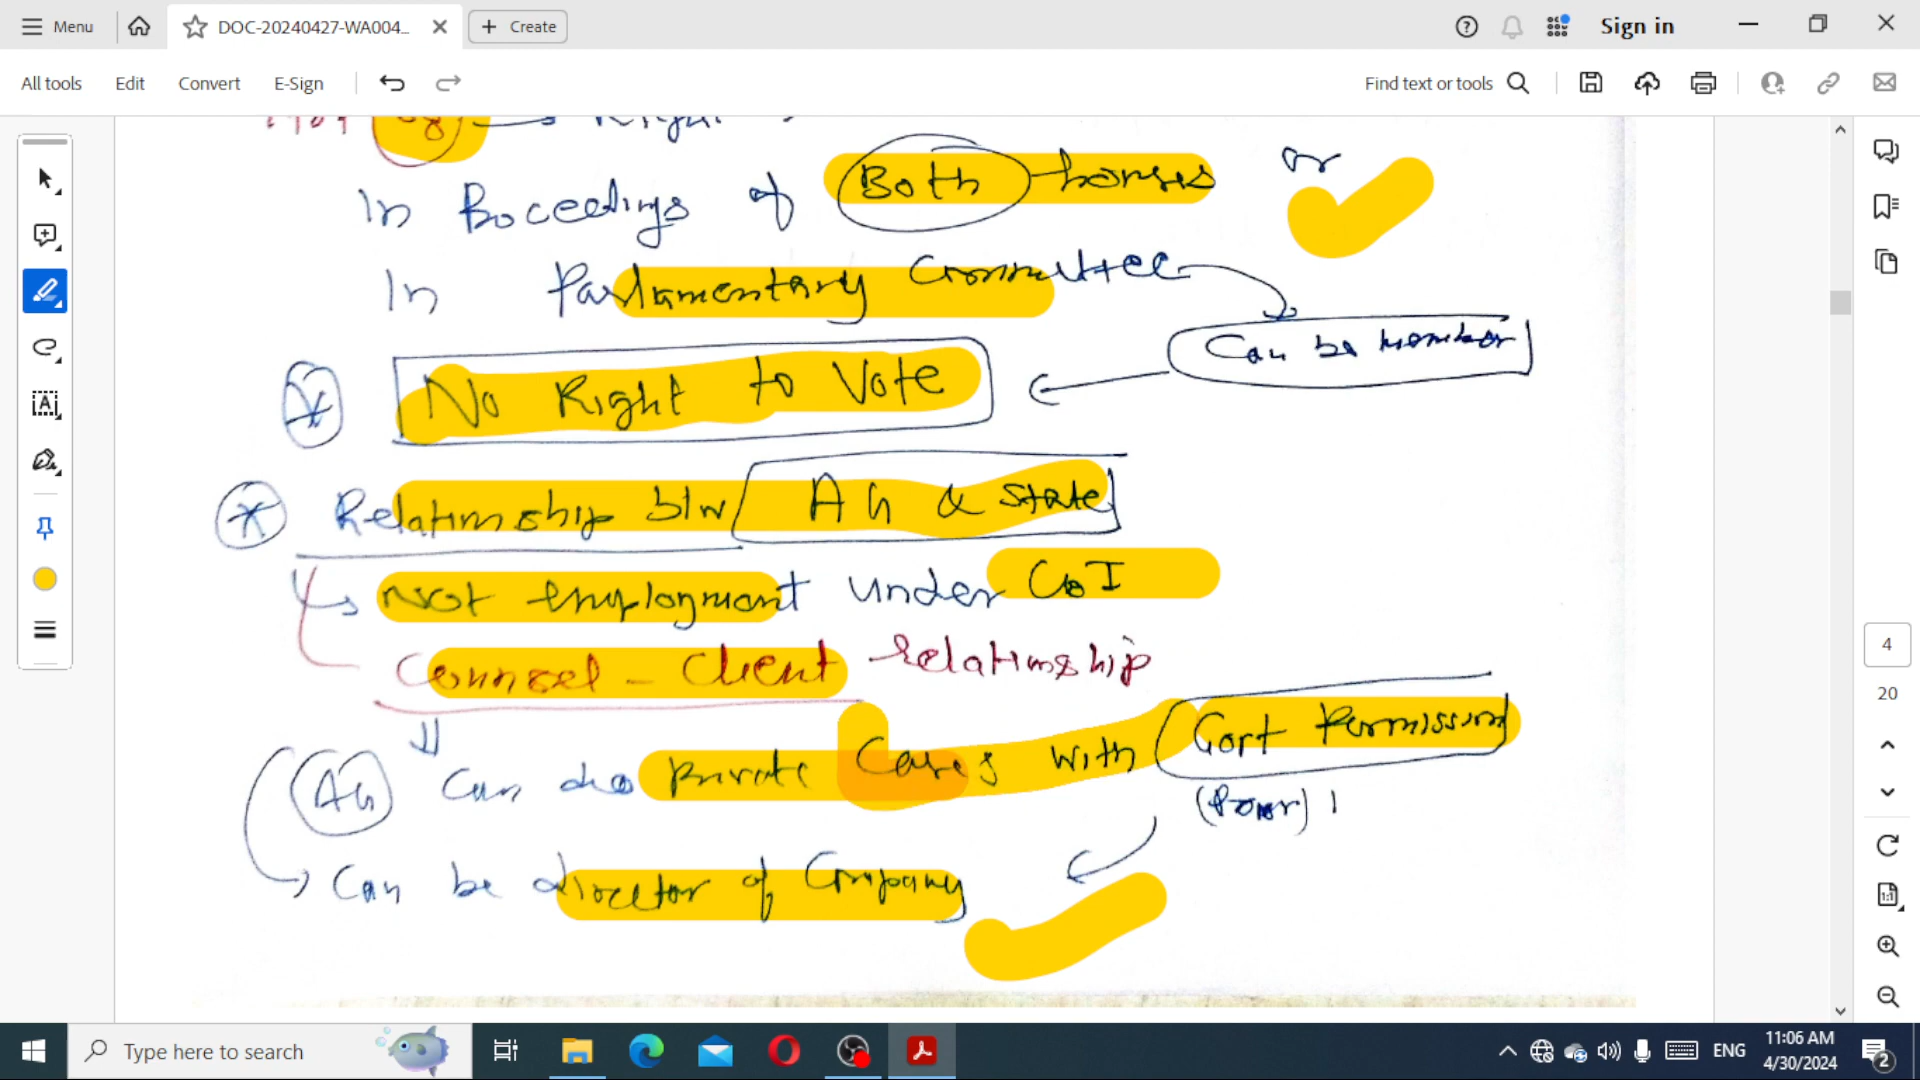 Menu
DOC-20240427-WA004...
Create
Sign in
All tools
Edit
Convert
E-Sign
Find text or tools
In Proceedings of Both houses or
In Parlamentary Committee
Can be member
No Right to Vote
Relationship b/w AG & State
Not employment under CoI
Counsel - Client relationship
AG Can do Private Cases with Govt Permission
Can be director of Company
4
20
Type here to search
ENG
11:06 AM
4/30/2024
2